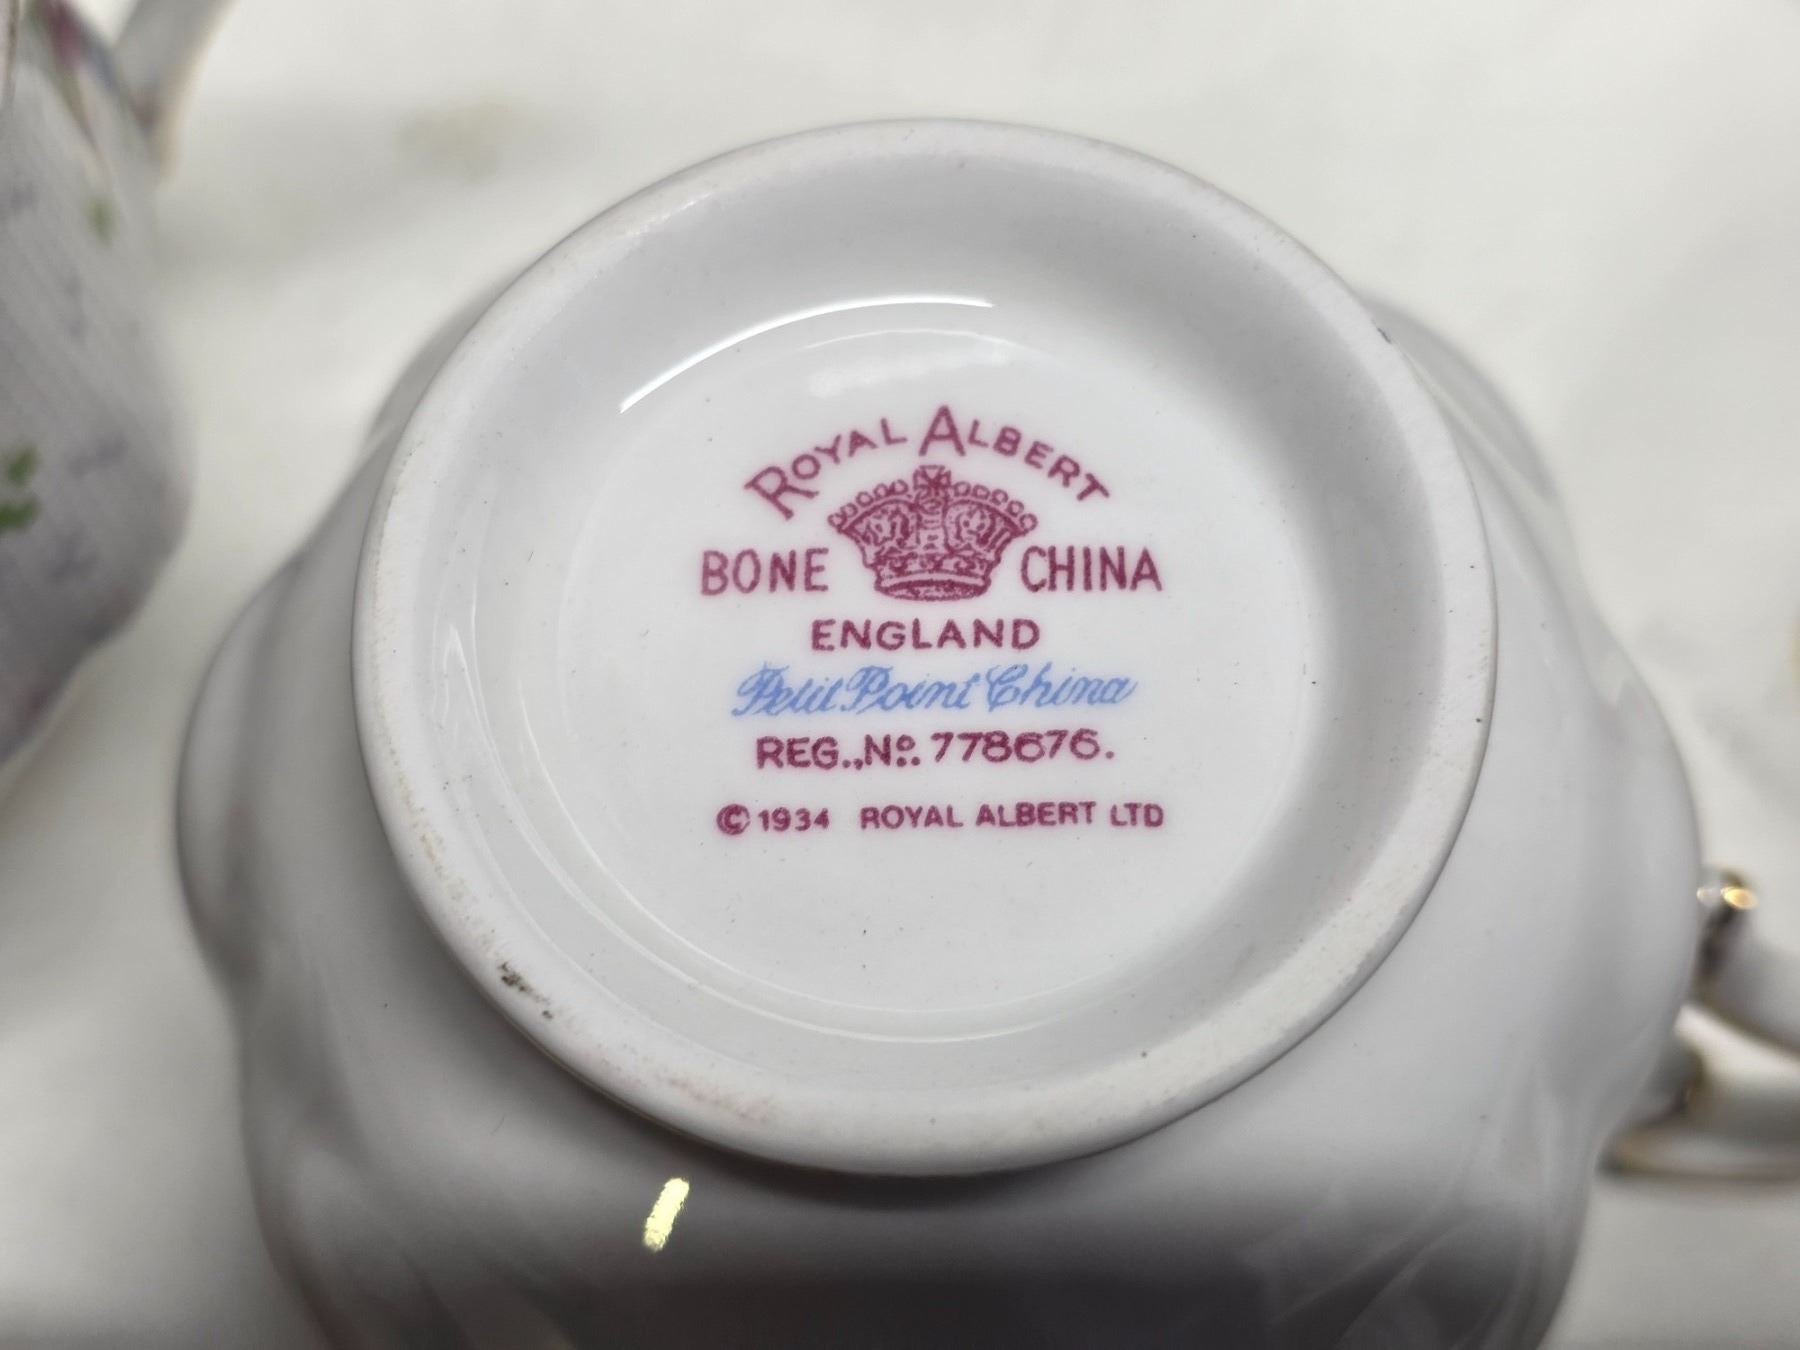 ROYAL ALBERT
BONE CHINA
ENGLAND
Petit Point China
REG., No. 778676.
© 1934 ROYAL ALBERT LTD